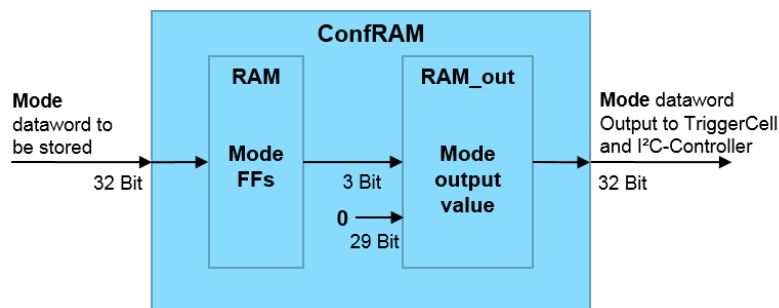 ConfRAM
RAM
RAM_out
Mode
dataword to
be stored
32 Bit
Mode
FFs
3 Bit
0
29 Bit
Mode
output
value
Mode dataword
Output to TriggerCell
and I²C-Controller
32 Bit